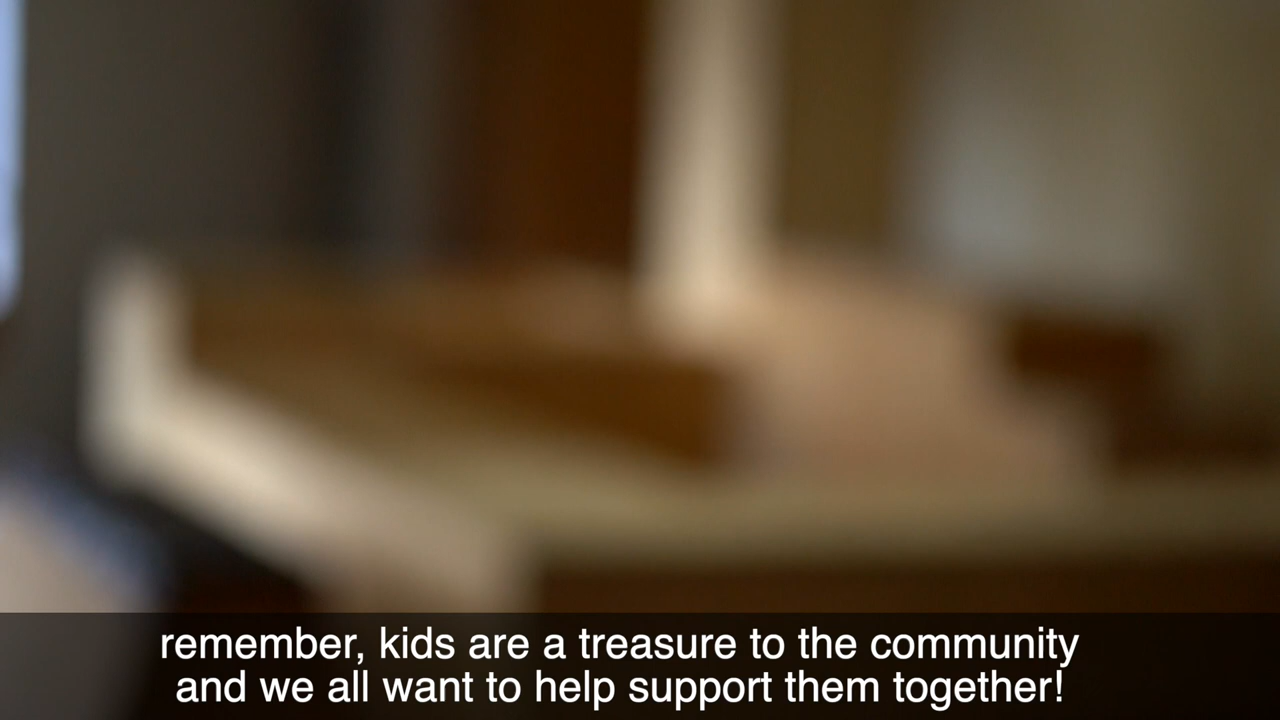 remember, kids are a treasure to the community
and we all want to help support them together!